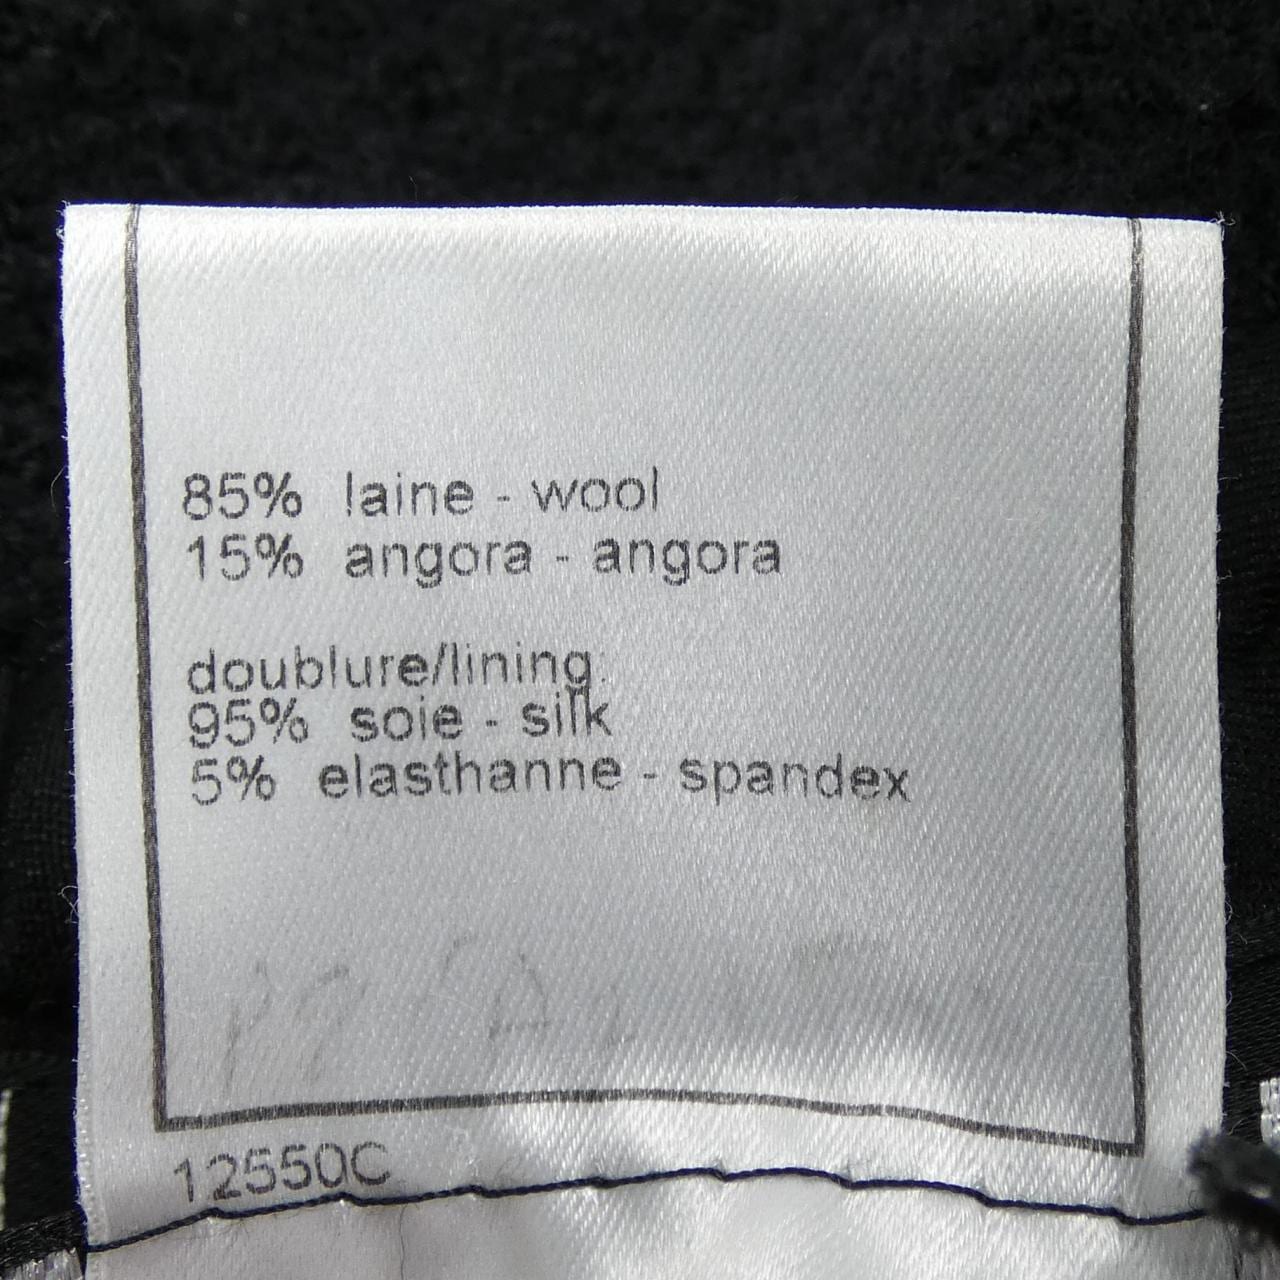 85% laine - wool
15% angora - angora
doublure/lining:
95% soie - silk
5% elasthanne - spandex
12550C